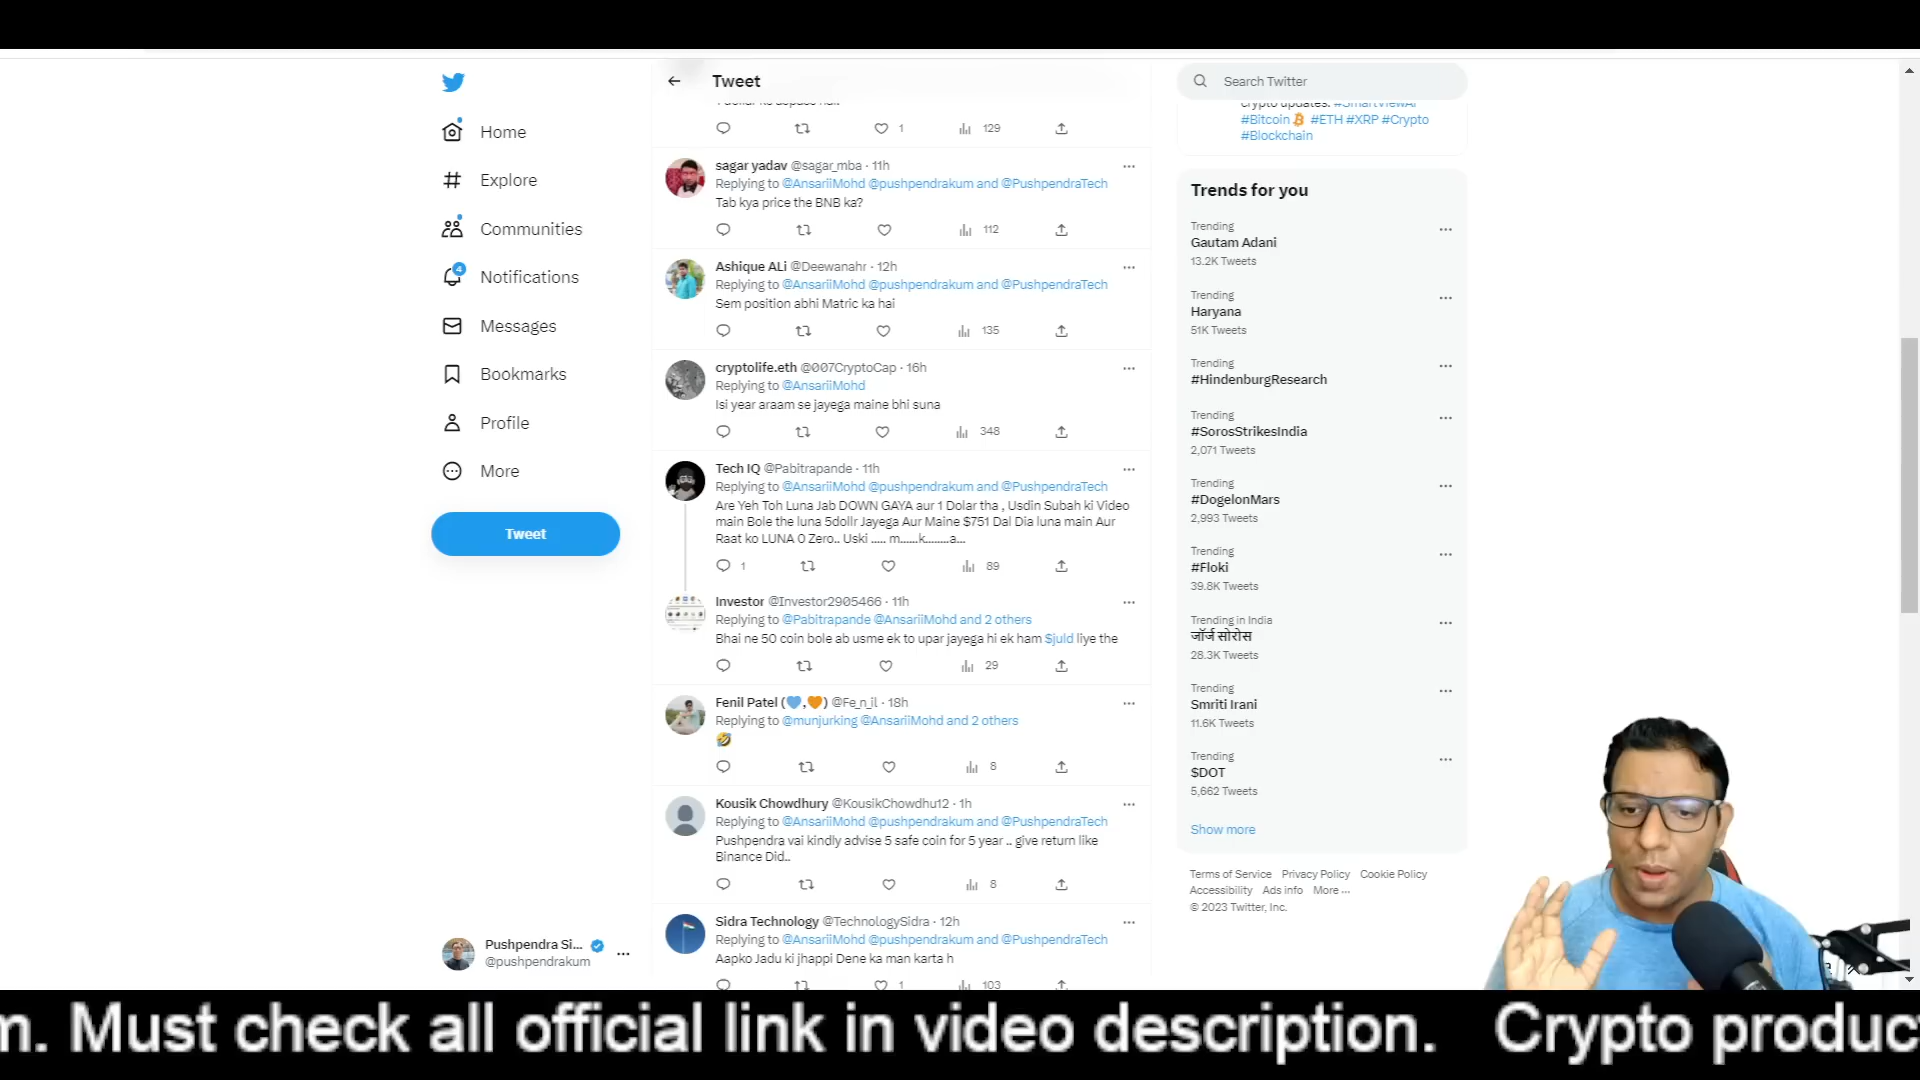 Home
Explore
Communities
4
Notifications
Messages
Bookmarks
Profile
More
Tweet
Pushpendra Si...
@pushpendrakum
Tweet
1 129
sagar yadav @sagar_mba · 11h
Replying to @AnsariiMohd @pushpendrakum and @PushpendraTech
Tab kya price the BNB ka?
112
Ashique ALi @Deewanahr · 12h
Replying to @AnsariiMohd @pushpendrakum and @PushpendraTech
Sem position abhi Matric ka hai
135
cryptolife.eth @007CryptoCap · 16h
Replying to @AnsariiMohd
Isi year araam se jayega maine bhi suna
348
Tech IQ @Pabitrapande · 11h
Replying to @AnsariiMohd @pushpendrakum and @PushpendraTech
Are Yeh Toh Luna Jab DOWN GAYA aur 1 Dolar tha , Usdin Subah ki Video
main Bole the luna 5dollr Jayega Aur Maine $751 Dal Dia luna main Aur
Raat ko LUNA 0 Zero.. Uski ..... m......k........a...
1 89
Investor @Investor2905466 · 11h
Replying to @Pabitrapande @AnsariiMohd and 2 others
Bhai ne 50 coin bole ab usme ek to upar jayega hi ek ham $juld liye the
29
Fenil Patel (💙,🧡) @Fe_n_il · 18h
Replying to @munjurking @AnsariiMohd and 2 others
🤣
8
Kousik Chowdhury @KousikChowdhu12 · 1h
Replying to @AnsariiMohd @pushpendrakum and @PushpendraTech
Pushpendra vai kindly advise 5 safe coin for 5 year .. give return like
Binance Did..
8
Sidra Technology @TechnologySidra · 12h
Replying to @AnsariiMohd @pushpendrakum and @PushpendraTech
Aapko Jadu ki jhappi Dene ka man karta h
1 103
Search Twitter
crypto updates. #SmartViewAI
#Bitcoin #ETH #XRP #Crypto
#Blockchain
Trends for you
Trending
Gautam Adani
13.2K Tweets
Trending
Haryana
51K Tweets
Trending
#HindenburgResearch
Trending
#SorosStrikesIndia
2,071 Tweets
Trending
#DogelonMars
2,993 Tweets
Trending
#Floki
39.8K Tweets
Trending in India
जॉर्ज सोरोस
28.3K Tweets
Trending
Smriti Irani
11.6K Tweets
Trending
$DOT
5,662 Tweets
Show more
Terms of Service Privacy Policy Cookie Policy
Accessibility Ads info More ...
© 2023 Twitter, Inc.
m. Must check all official link in video description. Crypto produc